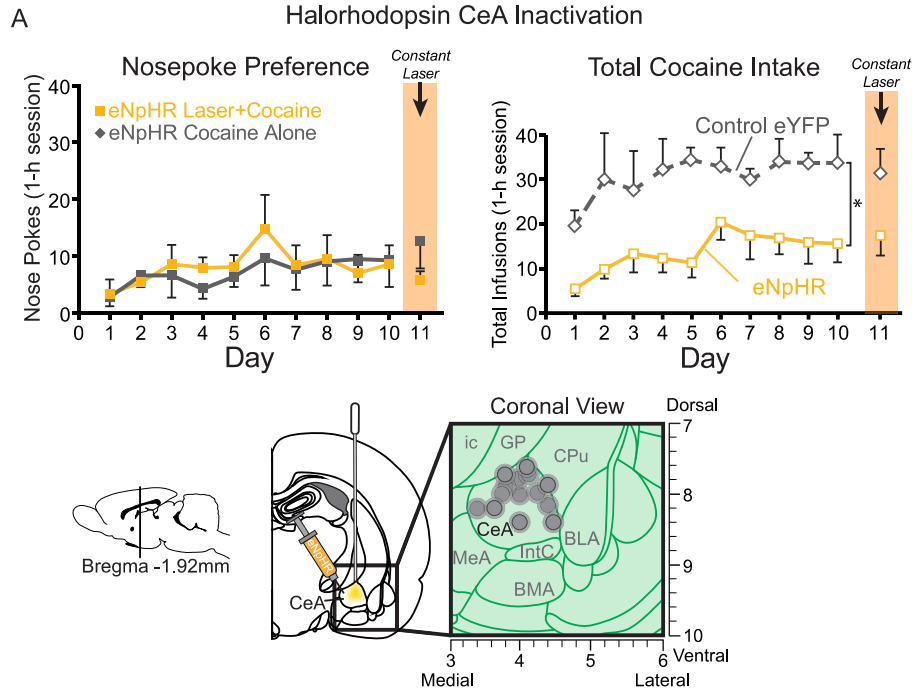 A
Halorhodopsin CeA Inactivation
Nosepoke Preference
Constant
Laser
Nose Pokes (1-h session)
40
30
20
10
0
eNpHR Laser+Cocaine
eNpHR Cocaine Alone
0 1 2 3 4 5 6 7 8 9 10 11
Day
Total Cocaine Intake
Constant
Laser
Total Infusions (1-h session)
40
30
20
10
0
Control eYFP
*
eNpHR
0 1 2 3 4 5 6 7 8 9 10 11
Day
Bregma -1.92mm
eNpHR
CeA
Coronal View
Dorsal
ic
GP
CPu
CeA
BLA
MeA
IntC
BMA
7
8
9
10
Ventral
3 4 5 6
Medial
Lateral